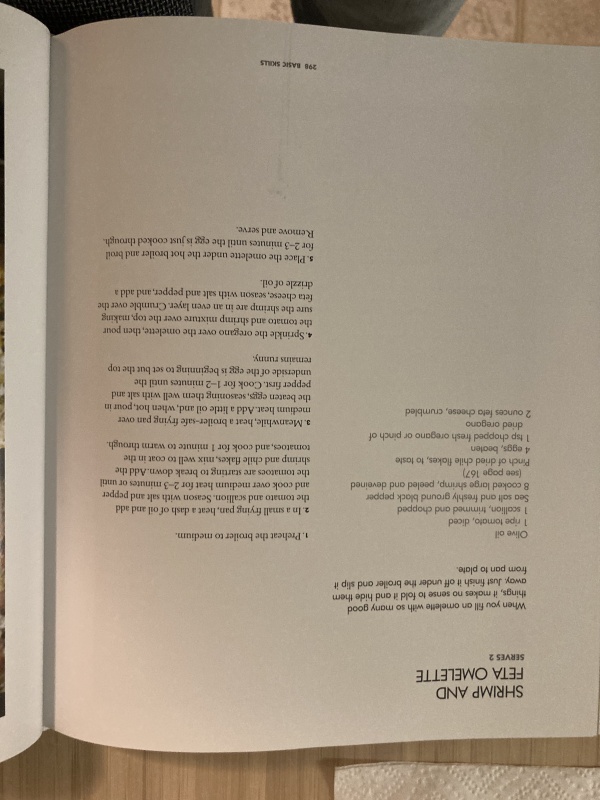 SHRIMP AND
FETA OMELETTE
SERVES 2
When you fill an omelette with so many good
things, it makes no sense to fold it and hide them
away. Just finish it off under the broiler and slip it
from pan to plate.
Olive oil
1 ripe tomato, diced
1 scallion, trimmed and chopped
Sea salt and freshly ground black pepper
8 cooked large shrimp, peeled and deveined
(see page 167)
Pinch of dried chile flakes, to taste
4 eggs, beaten
1 tsp chopped fresh oregano or pinch of
dried oregano
2 ounces feta cheese, crumbled
1. Preheat the broiler to medium.
2. In a small frying pan, heat a dash of oil and add
the tomato and scallion. Season with salt and pepper
and cook over medium heat for 2–3 minutes or until
the tomatoes are starting to break down. Add the
shrimp and chile flakes, mix well to coat in the
tomatoes, and cook for 1 minute to warm through.
3. Meanwhile, heat a broiler-safe frying pan over
medium heat. Add a little oil and, when hot, pour in
the beaten eggs, seasoning them well with salt and
pepper first. Cook for 1–2 minutes until the
underside of the egg is beginning to set but the top
remains runny.
4. Sprinkle the oregano over the omelette, then pour
the tomato and shrimp mixture over the top, making
sure the shrimp are in an even layer. Crumble over the
feta cheese, season with salt and pepper, and add a
drizzle of oil.
5. Place the omelette under the hot broiler and broil
for 2–3 minutes until the egg is just cooked through.
Remove and serve.
298 BASIC SKILLS